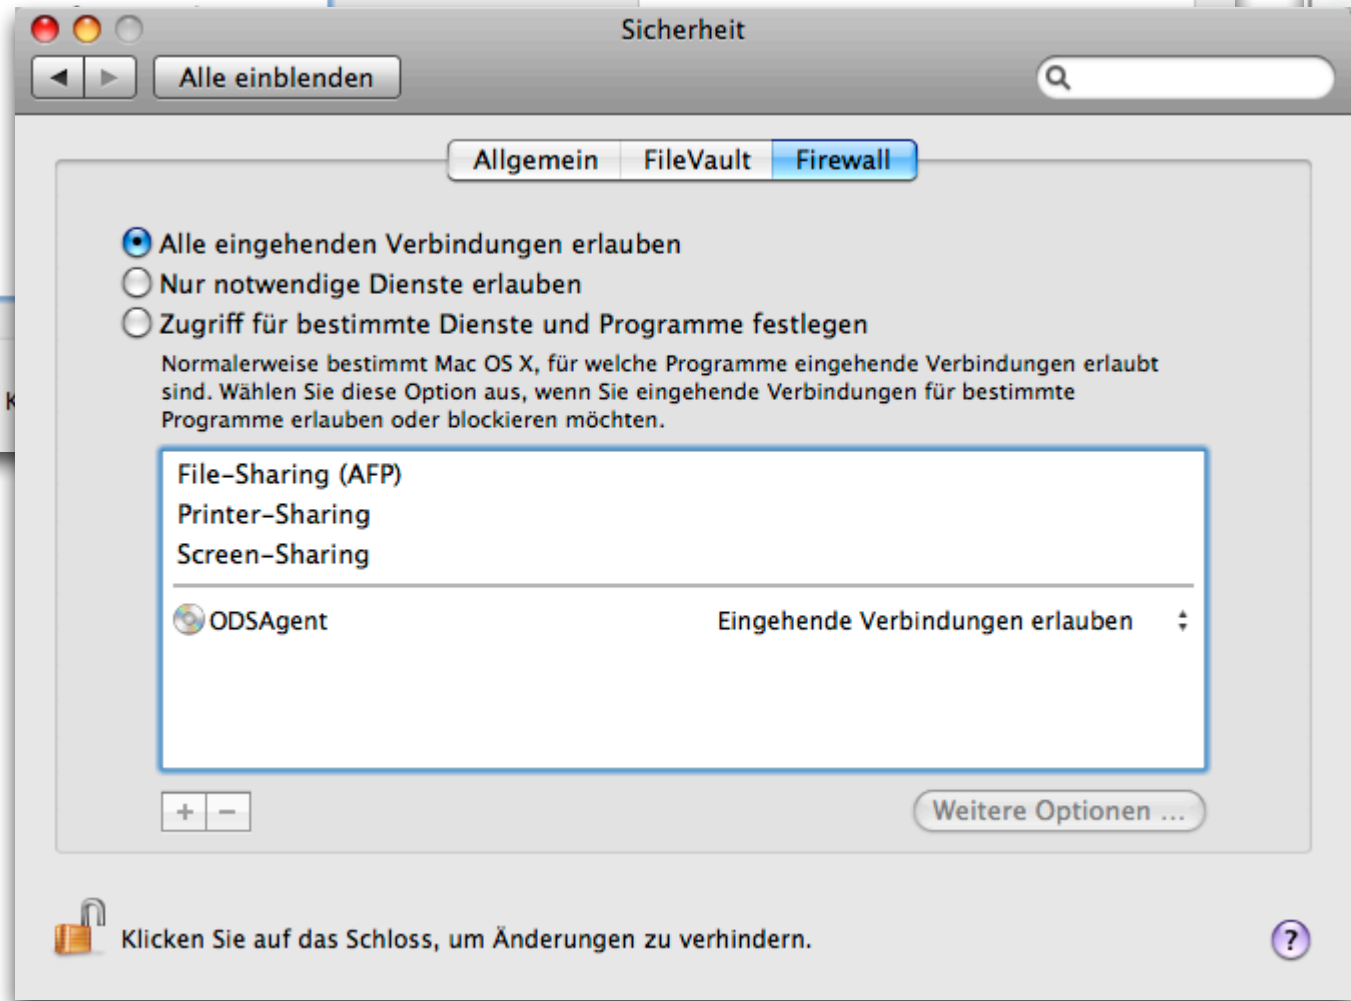 Sicherheit
Alle einblenden
Allgemein FileVault Firewall
Alle eingehenden Verbindungen erlauben
Nur notwendige Dienste erlauben
Zugriff für bestimmte Dienste und Programme festlegen
Normalerweise bestimmt Mac OS X, für welche Programme eingehende Verbindungen erlaubt
sind. Wählen Sie diese Option aus, wenn Sie eingehende Verbindungen für bestimmte
Programme erlauben oder blockieren möchten.
File-Sharing (AFP)
Printer-Sharing
Screen-Sharing
ODSAgent Eingehende Verbindungen erlauben
+ −
Weitere Optionen ...
Klicken Sie auf das Schloss, um Änderungen zu verhindern.
?